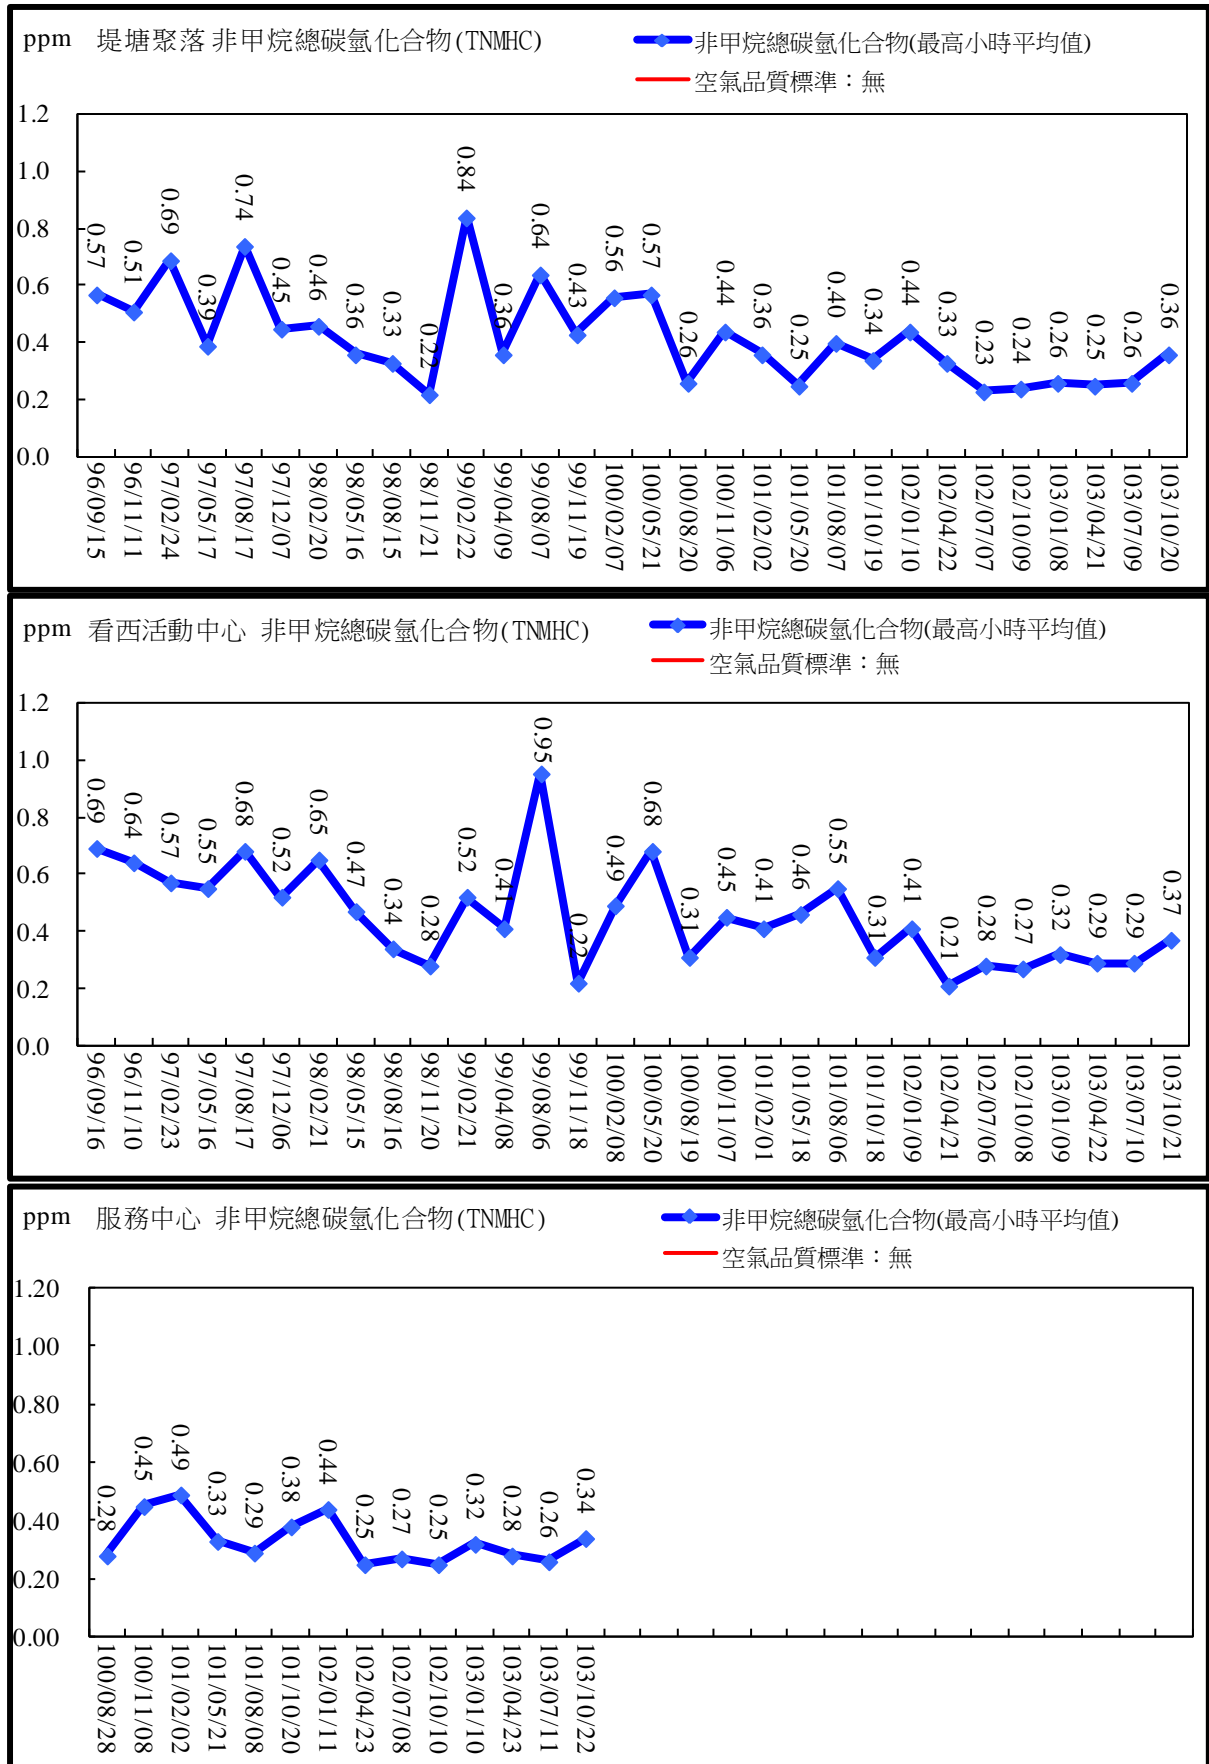 ppm 堤塘聚落 非甲烷總碳氫化合物(TNMHC)
非甲烷總碳氫化合物(最高小時平均值)
空氣品質標準：無
1.2
1.0
0.8
0.6
0.4
0.2
0.0
0.57 0.51 0.69 0.39 0.74 0.45 0.46 0.36 0.33 0.22 0.84 0.36 0.64 0.43 0.56 0.57 0.26 0.44 0.36 0.25 0.40 0.34 0.44 0.33 0.23 0.24 0.26 0.25 0.26 0.36
96/09/15 96/11/11 97/02/24 97/05/17 97/08/17 97/12/07 98/02/20 98/05/16 98/08/15 98/11/21 99/02/22 99/04/09 99/08/07 99/11/19 100/02/07 100/05/21 100/08/20 100/11/06 101/02/02 101/05/20 101/08/07 101/10/19 102/01/10 102/04/22 102/07/07 102/10/09 103/01/08 103/04/21 103/07/09 103/10/20
ppm 看西活動中心 非甲烷總碳氫化合物(TNMHC)
非甲烷總碳氫化合物(最高小時平均值)
空氣品質標準：無
1.2
1.0
0.8
0.6
0.4
0.2
0.0
0.69 0.64 0.57 0.55 0.68 0.52 0.65 0.47 0.34 0.28 0.52 0.41 0.95 0.22 0.49 0.68 0.31 0.45 0.41 0.46 0.55 0.31 0.41 0.21 0.28 0.27 0.32 0.29 0.29 0.37
96/09/16 96/11/10 97/02/23 97/05/16 97/08/17 97/12/06 98/02/21 98/05/15 98/08/16 98/11/20 99/02/21 99/04/08 99/08/06 99/11/18 100/02/08 100/05/20 100/08/19 100/11/07 101/02/01 101/05/18 101/08/06 101/10/18 102/01/09 102/04/21 102/07/06 102/10/08 103/01/09 103/04/22 103/07/10 103/10/21
ppm 服務中心 非甲烷總碳氫化合物(TNMHC)
非甲烷總碳氫化合物(最高小時平均值)
空氣品質標準：無
1.20
1.00
0.80
0.60
0.40
0.20
0.00
0.28 0.45 0.49 0.33 0.29 0.38 0.44 0.25 0.27 0.25 0.32 0.28 0.26 0.34
100/08/28 100/11/08 101/02/02 101/05/21 101/08/08 101/10/20 102/01/11 102/04/23 102/07/08 102/10/10 103/01/10 103/04/23 103/07/11 103/10/22